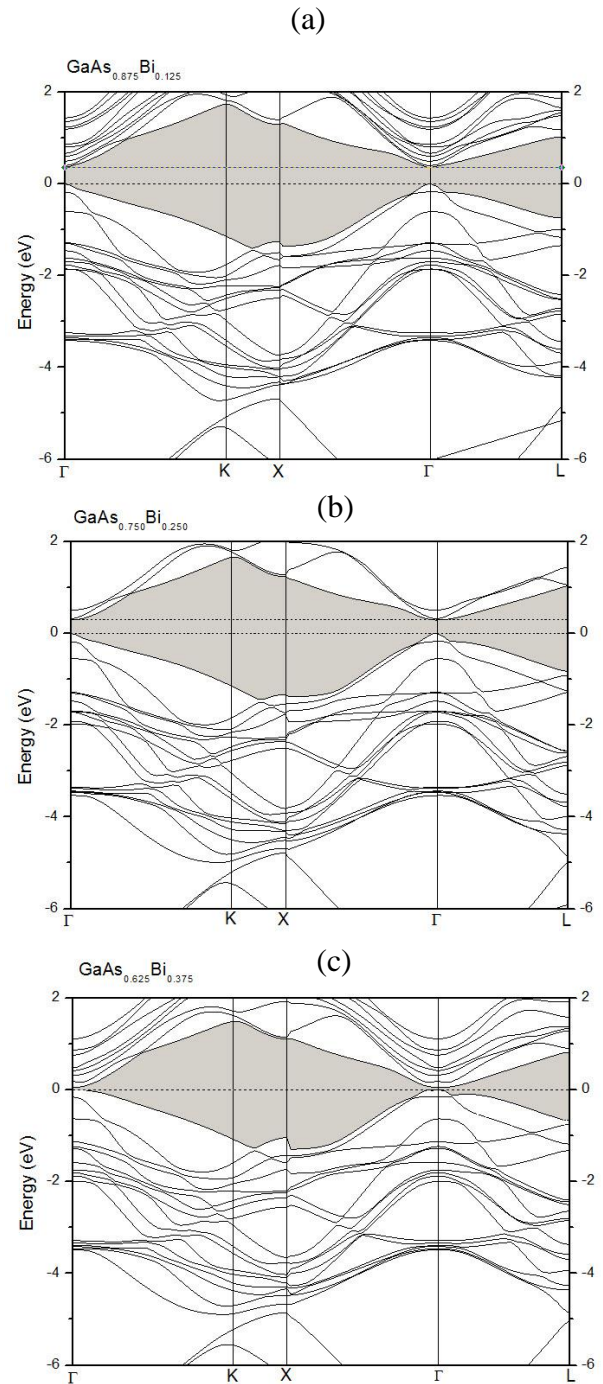 (a)
GaAs0.875Bi0.125
2 2
0 0
-2 -2
-4 -4
-6 -6
Energy (eV)
Γ K X Γ L
(b)
GaAs0.750Bi0.250
2 2
0 0
-2 -2
-4 -4
-6 -6
Energy (eV)
Γ K X Γ L
(c)
GaAs0.625Bi0.375
2 2
0 0
-2 -2
-4 -4
-6 -6
Energy (eV)
Γ K X Γ L